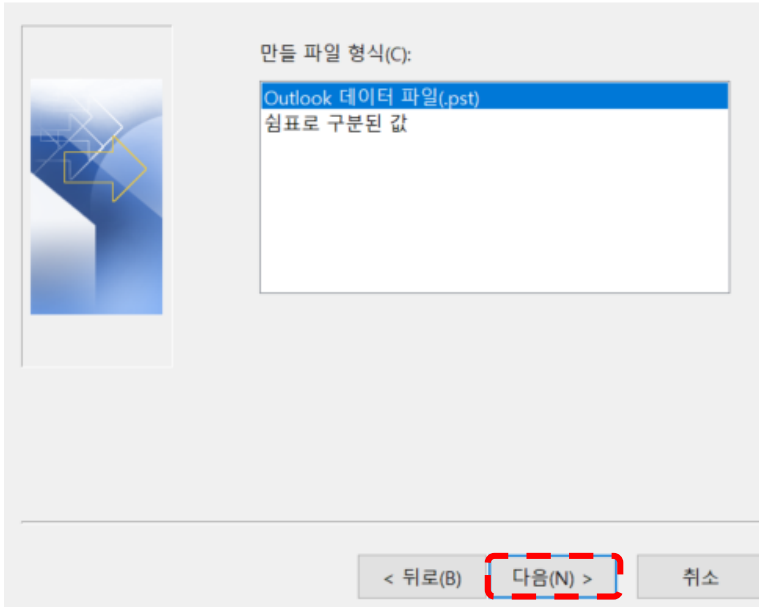 만들 파일 형식(C):
Outlook 데이터 파일(.pst)
쉼표로 구분된 값
< 뒤로(B) 다음(N) > 취소